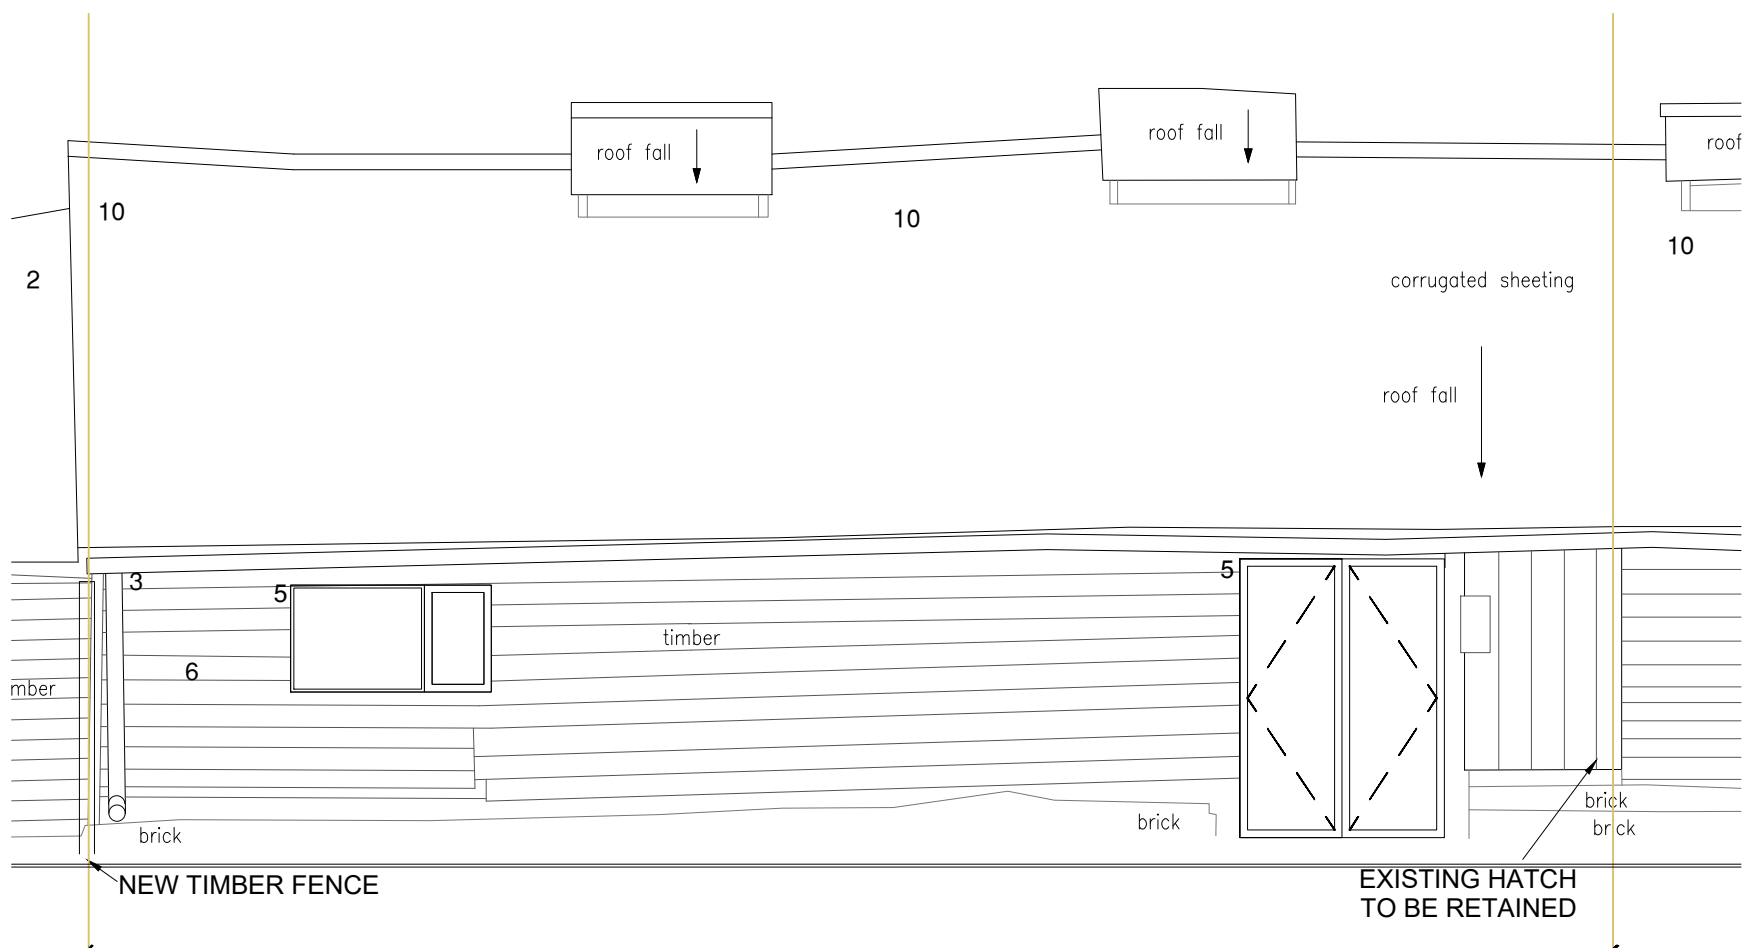 roof fall
roof fall
roof
10
10
10
2
corrugated sheeting
roof fall
3
5
5
timber
6
mber
brick
brick
brick
brick
NEW TIMBER FENCE
EXISTING HATCH
TO BE RETAINED